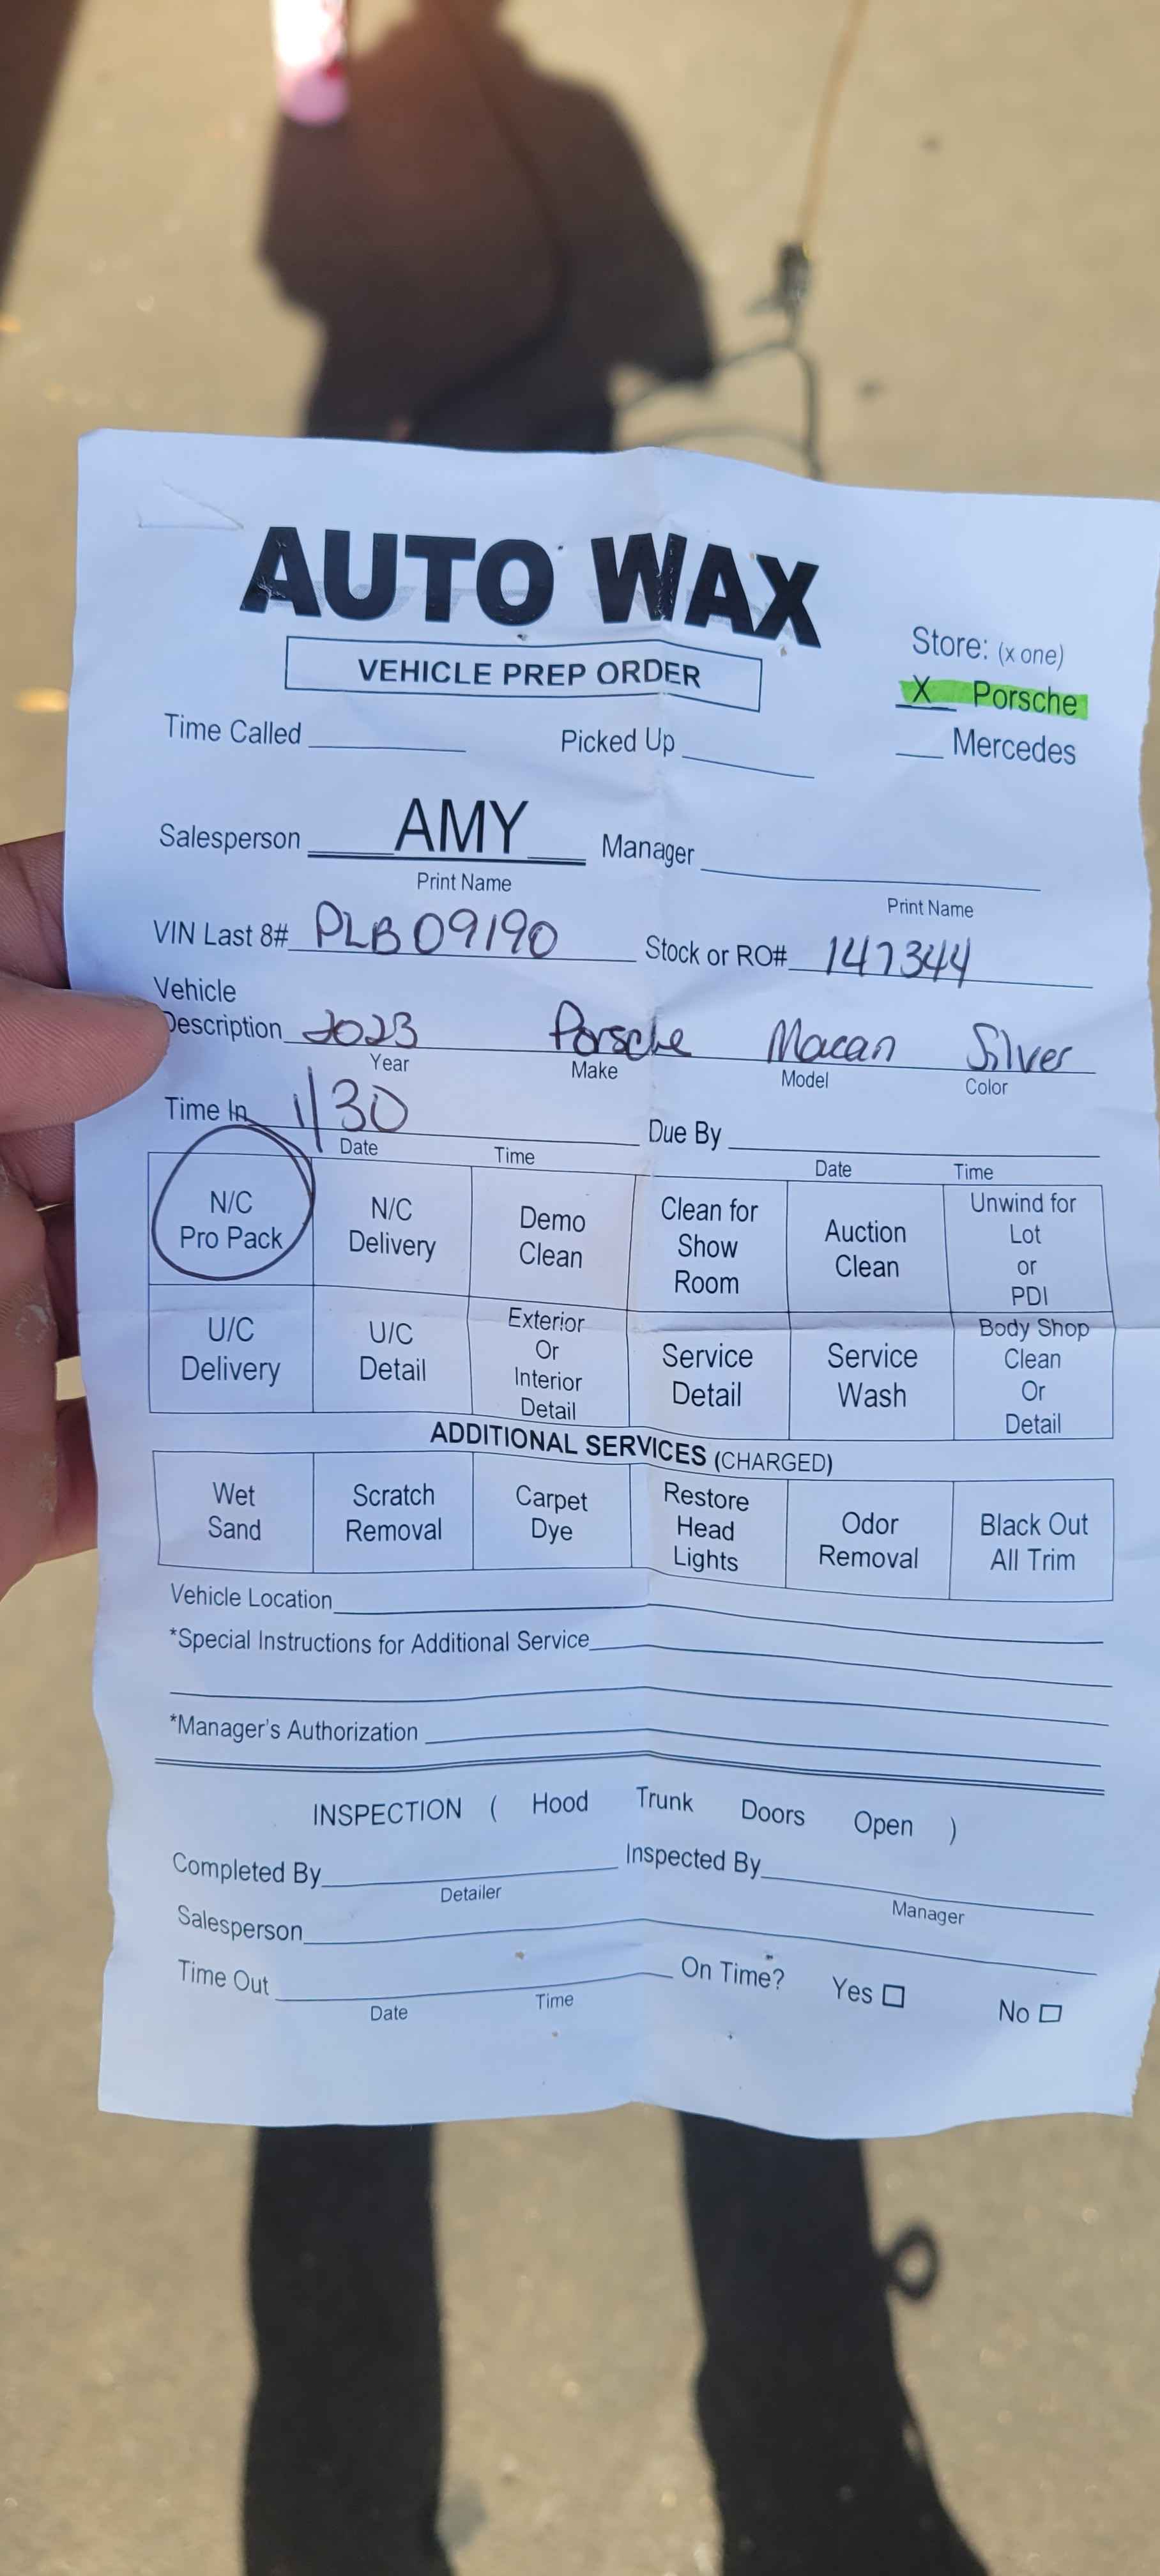 AUTO WAX
VEHICLE PREP ORDER
Store: (x one)
X Porsche
Time Called Picked Up Mercedes
Salesperson AMY Manager
Print Name Print Name
VIN Last 8# PLB09190 Stock or RO# 147344
Vehicle
Description 2023 Porsche Macan Silver
Year Make Model Color
Time In 1/30 Due By
Date Time Date Time
N/C Pro Pack
N/C Delivery
Demo Clean
Clean for Show Room
Auction Clean
Unwind for Lot or PDI
U/C Delivery
U/C Detail
Exterior Or Interior Detail
Service Detail
Service Wash
Body Shop Clean Or Detail
ADDITIONAL SERVICES (CHARGED)
Wet Sand
Scratch Removal
Carpet Dye
Restore Head Lights
Odor Removal
Black Out All Trim
Vehicle Location
*Special Instructions for Additional Service
*Manager's Authorization
INSPECTION ( Hood Trunk Doors Open )
Completed By Inspected By
Detailer Manager
Salesperson
Time Out On Time? Yes No
Date Time